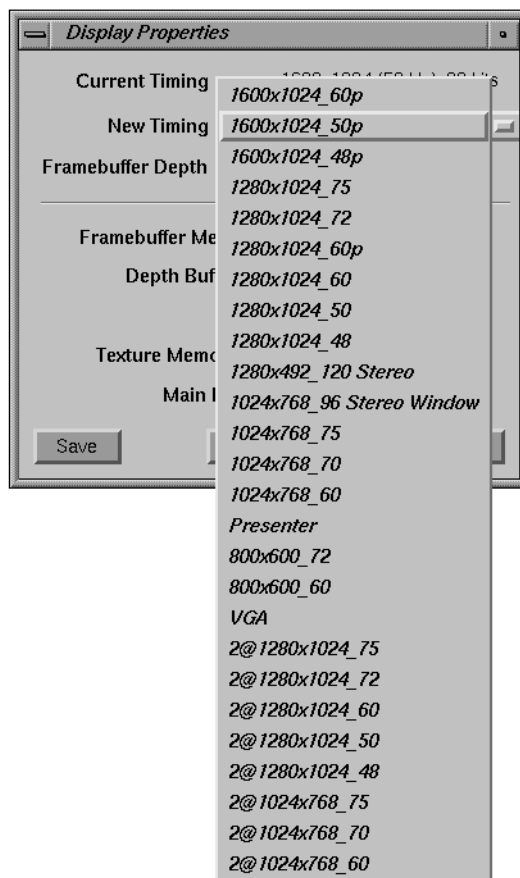 Display Properties
Current Timing
New Timing
Framebuffer Depth
Framebuffer Me
Depth Buf
Texture Memo
Main
Save
1600x1024_60p
1600x1024_50p
1600x1024_48p
1280x1024_75
1280x1024_72
1280x1024_60p
1280x1024_60
1280x1024_50
1280x1024_48
1280x492_120 Stereo
1024x768_96 Stereo Window
1024x768_75
1024x768_70
1024x768_60
Presenter
800x600_72
800x600_60
VGA
2@1280x1024_75
2@1280x1024_72
2@1280x1024_60
2@1280x1024_50
2@1280x1024_48
2@1024x768_75
2@1024x768_70
2@1024x768_60